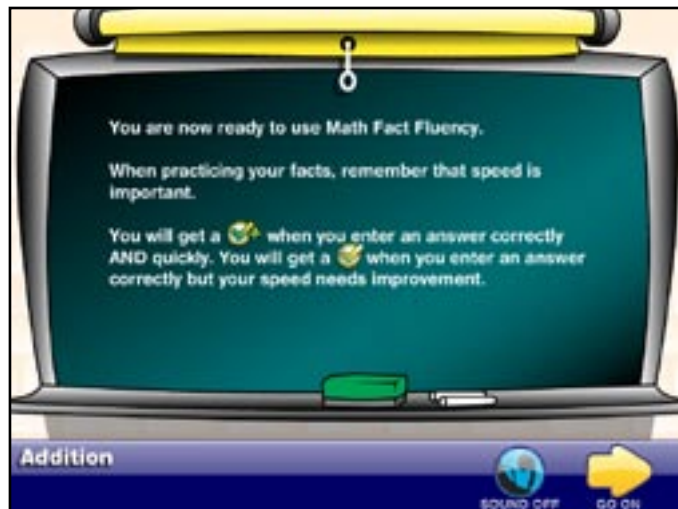 You are now ready to use Math Fact Fluency.
When practicing your facts, remember that speed is
important.
You will get a when you enter an answer correctly
AND quickly. You will get a when you enter an answer
correctly but your speed needs improvement.
Addition
SOUND OFF
GO ON